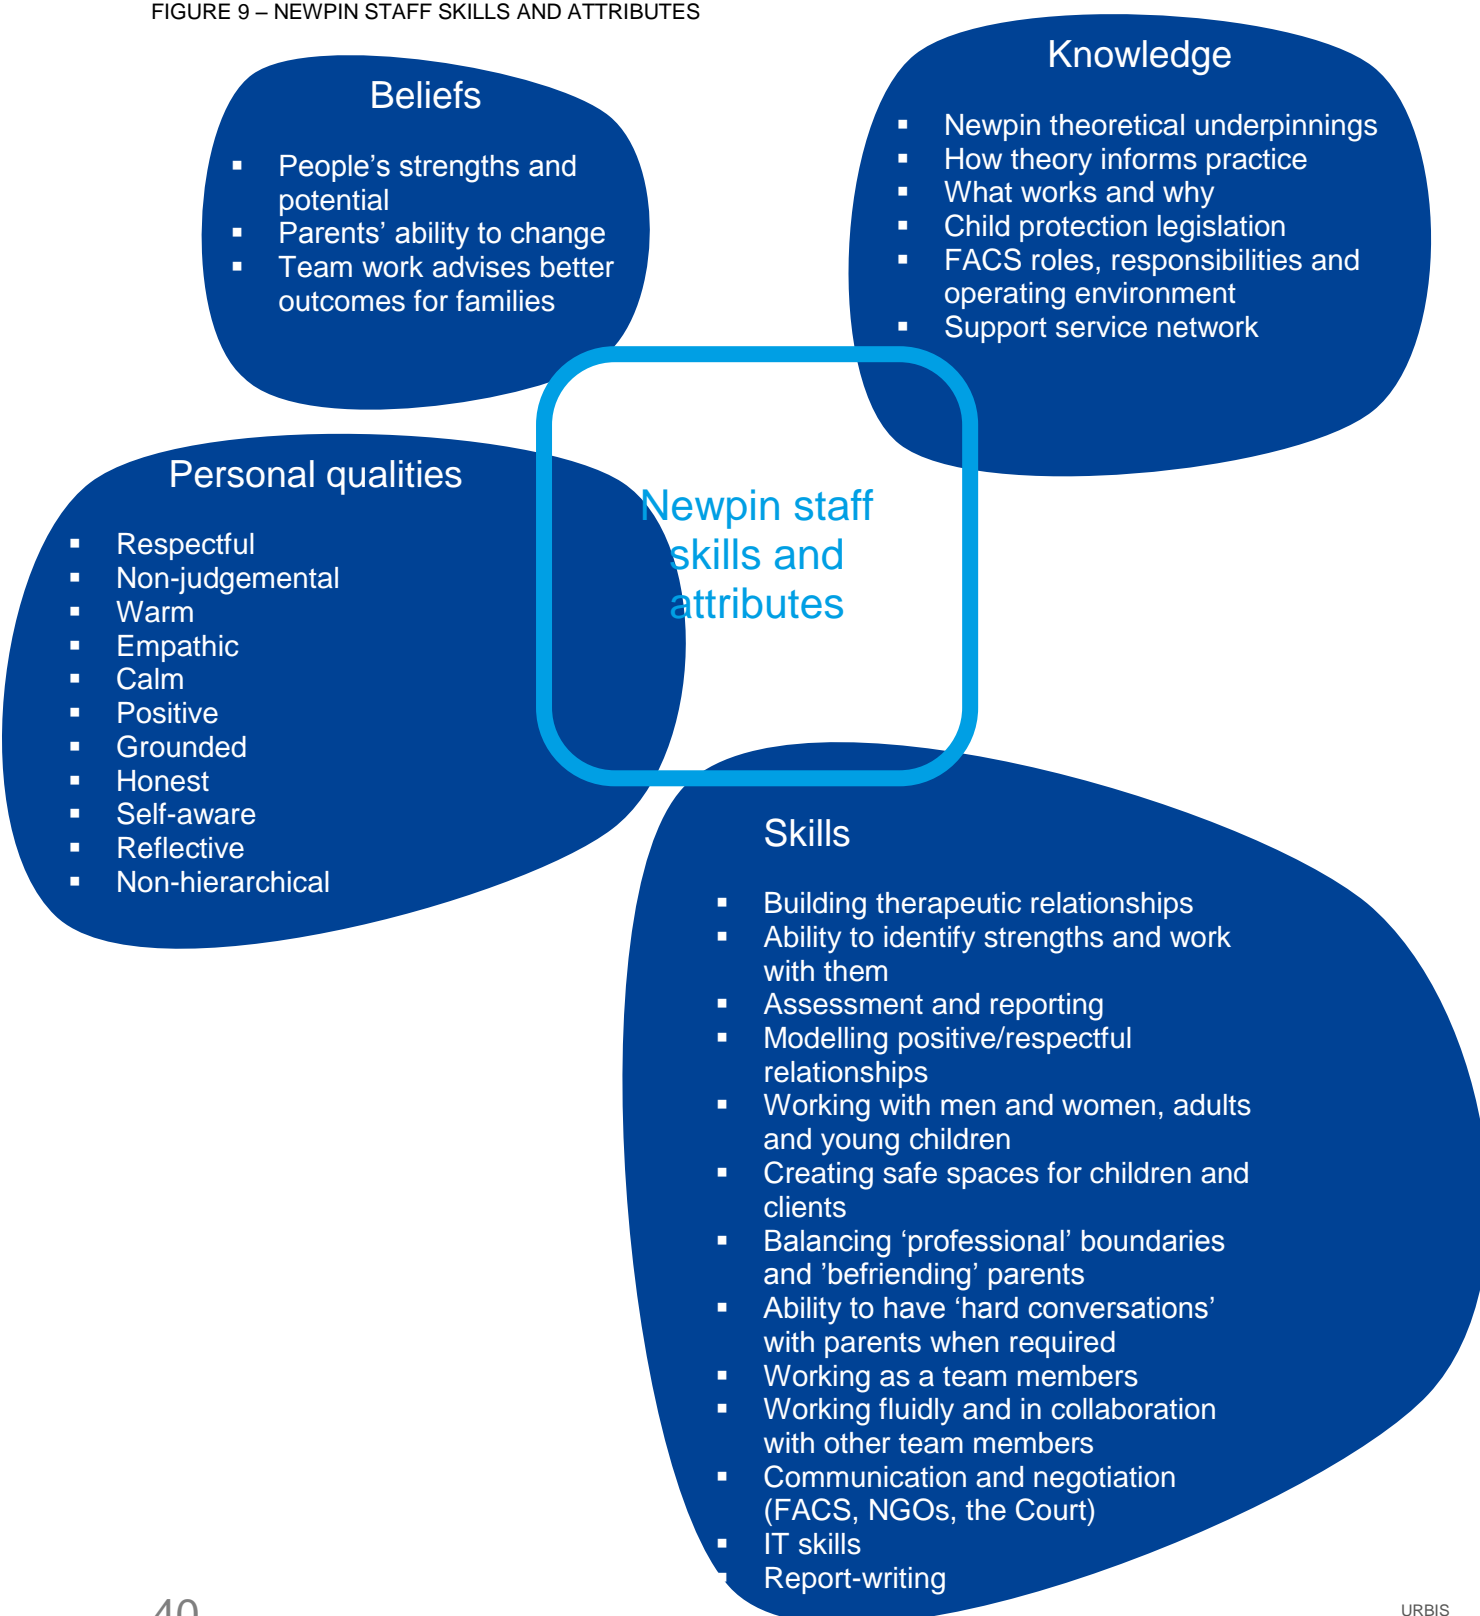 FIGURE 9 – NEWPIN STAFF SKILLS AND ATTRIBUTES
Beliefs
▪ People’s strengths and
potential
▪ Parents’ ability to change
▪ Team work advises better
outcomes for families
Knowledge
▪ Newpin theoretical underpinnings
▪ How theory informs practice
▪ What works and why
▪ Child protection legislation
▪ FACS roles, responsibilities and
operating environment
▪ Support service network
Newpin staff
skills and
attributes
Personal qualities
▪ Respectful
▪ Non-judgemental
▪ Warm
▪ Empathic
▪ Calm
▪ Positive
▪ Grounded
▪ Honest
▪ Self-aware
▪ Reflective
▪ Non-hierarchical
Skills
▪ Building therapeutic relationships
▪ Ability to identify strengths and work
with them
▪ Assessment and reporting
▪ Modelling positive/respectful
relationships
▪ Working with men and women, adults
and young children
▪ Creating safe spaces for children and
clients
▪ Balancing ‘professional’ boundaries
and ’befriending’ parents
▪ Ability to have ‘hard conversations’
with parents when required
▪ Working as a team members
▪ Working fluidly and in collaboration
with other team members
▪ Communication and negotiation
(FACS, NGOs, the Court)
▪ IT skills
▪ Report-writing
40
URBIS